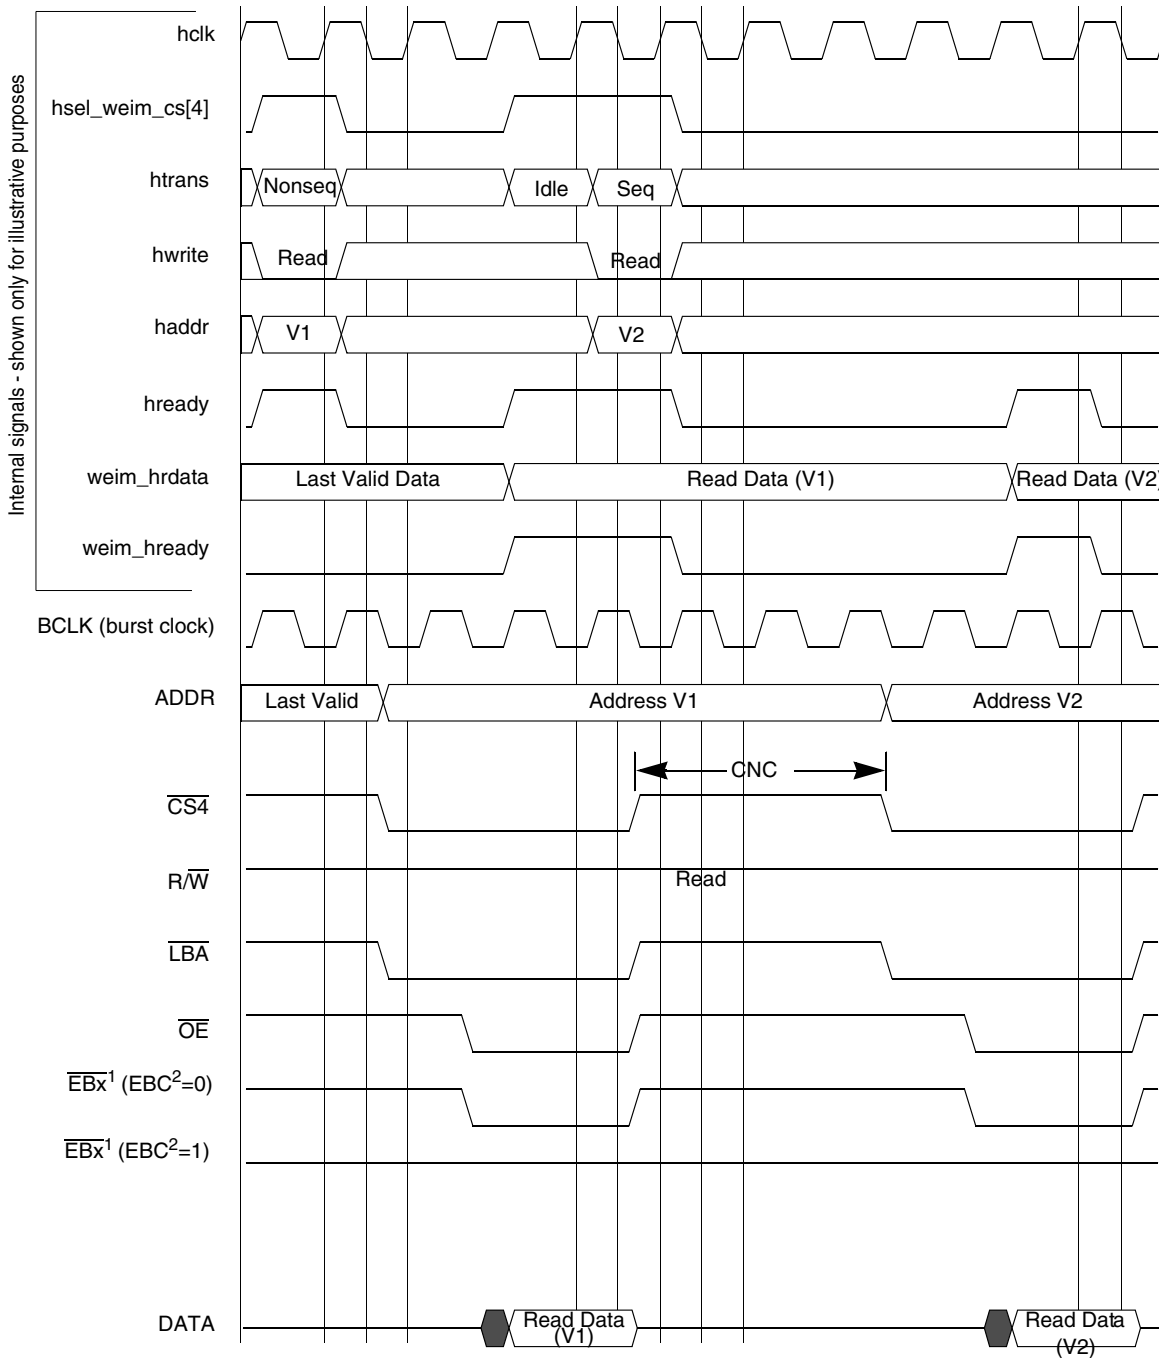 Internal signals - shown only for illustrative purposes
hclk
hsel_weim_cs[4]
htrans
Nonseq
Idle
Seq
hwrite
Read
Read
haddr
V1
V2
hready
weim_hrdata
Last Valid Data
Read Data (V1)
Read Data (V2)
weim_hready
BCLK (burst clock)
ADDR
Last Valid
Address V1
Address V2
CNC
CS4
R/W
Read
LBA
OE
EBx¹ (EBC²=0)
EBx¹ (EBC²=1)
DATA
Read Data
(V1)
Read Data
(V2)